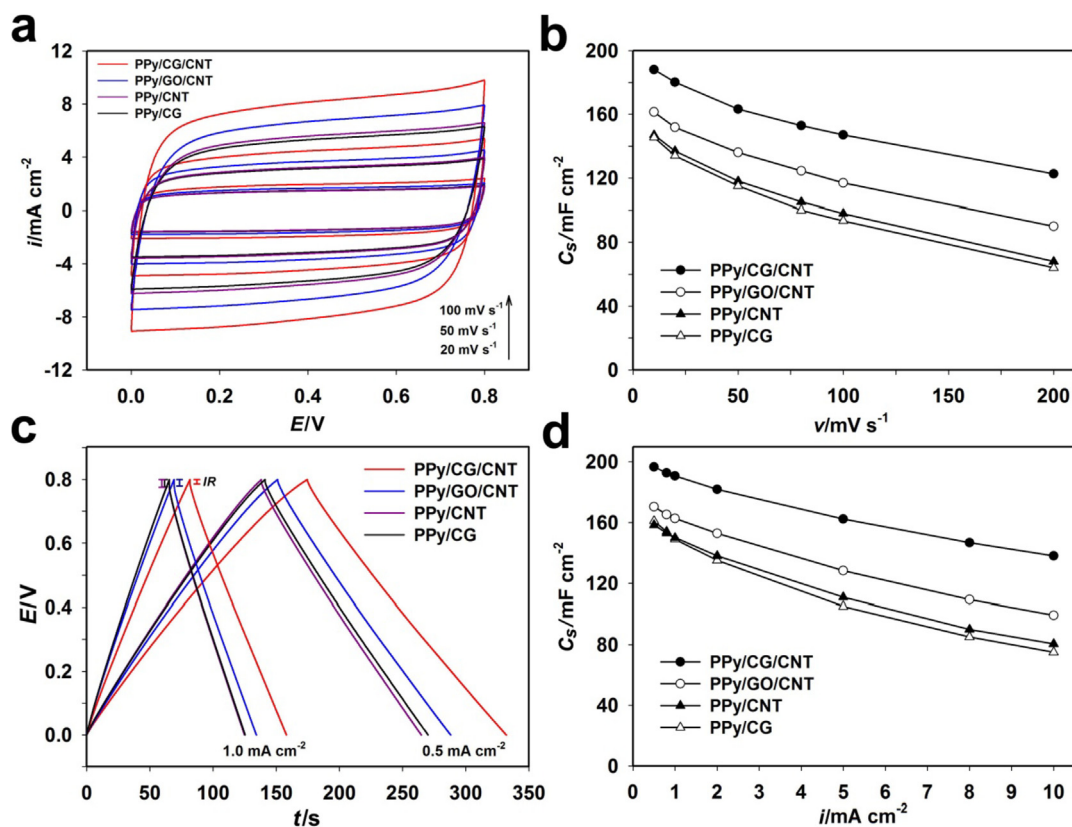 a
12
8
4
0
-4
-8
-12
i/mA cm⁻²
PPy/CG/CNT
PPy/GO/CNT
PPy/CNT
PPy/CG
100 mV s⁻¹
50 mV s⁻¹
20 mV s⁻¹
0.0 0.2 0.4 0.6 0.8
E/V
b
200
160
120
80
40
0
Cs/mF cm⁻²
PPy/CG/CNT
PPy/GO/CNT
PPy/CNT
PPy/CG
0 50 100 150 200
v/mV s⁻¹
c
1.0
0.8
0.6
0.4
0.2
0.0
E/V
IR
PPy/CG/CNT
PPy/GO/CNT
PPy/CNT
PPy/CG
1.0 mA cm⁻² 0.5 mA cm⁻²
0 50 100 150 200 250 300 350
t/s
d
200
160
120
80
40
0
Cs/mF cm⁻²
PPy/CG/CNT
PPy/GO/CNT
PPy/CNT
PPy/CG
0 1 2 3 4 5 6 7 8 9 10
i/mA cm⁻²